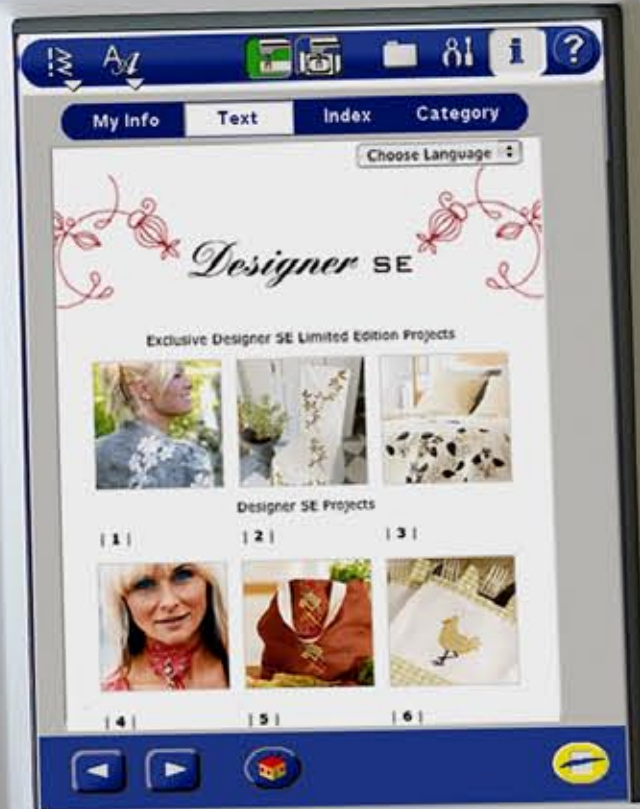 i ?
My Info Text Index Category
Choose Language
Designer SE
Exclusive Designer SE Limited Edition Projects
Designer SE Projects
| 1 | | 2 | | 3 |
| 4 | | 5 | | 6 |